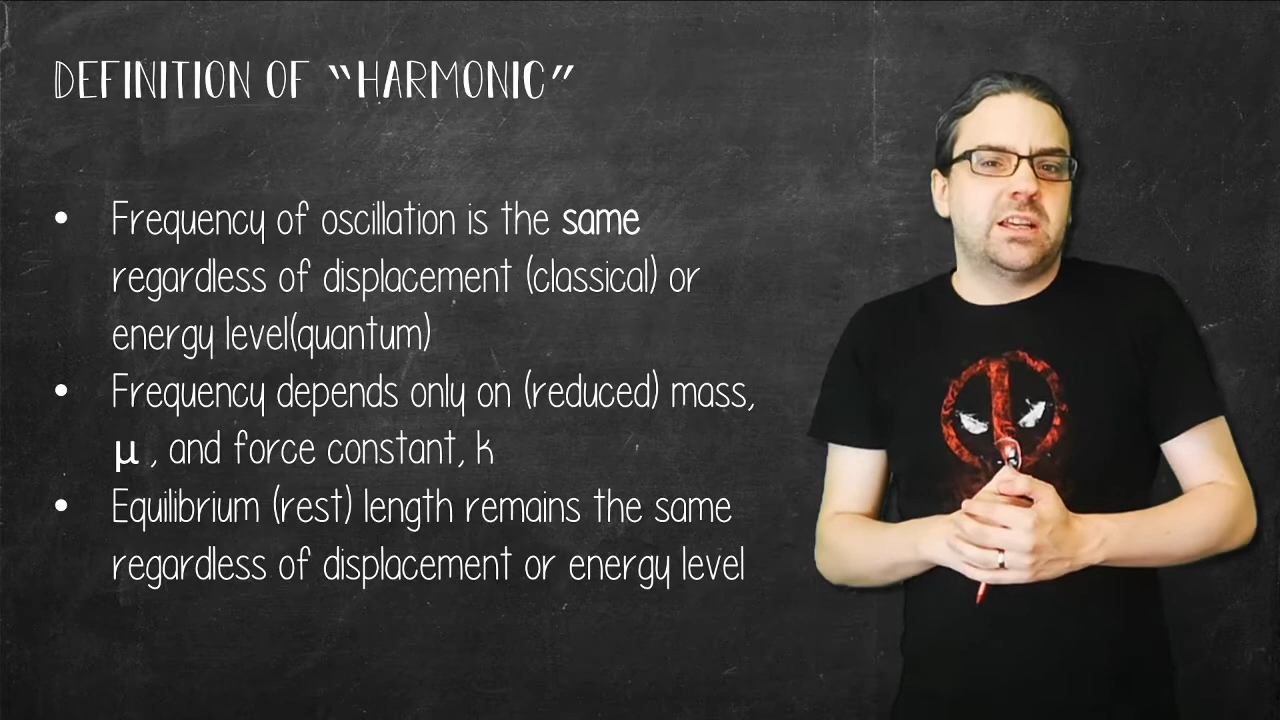 DEFINITION OF “HARMONIC”
• Frequency of oscillation is the same
regardless of displacement (classical) or
energy level(quantum)
• Frequency depends only on (reduced) mass,
μ , and force constant, k
• Equilibrium (rest) length remains the same
regardless of displacement or energy level